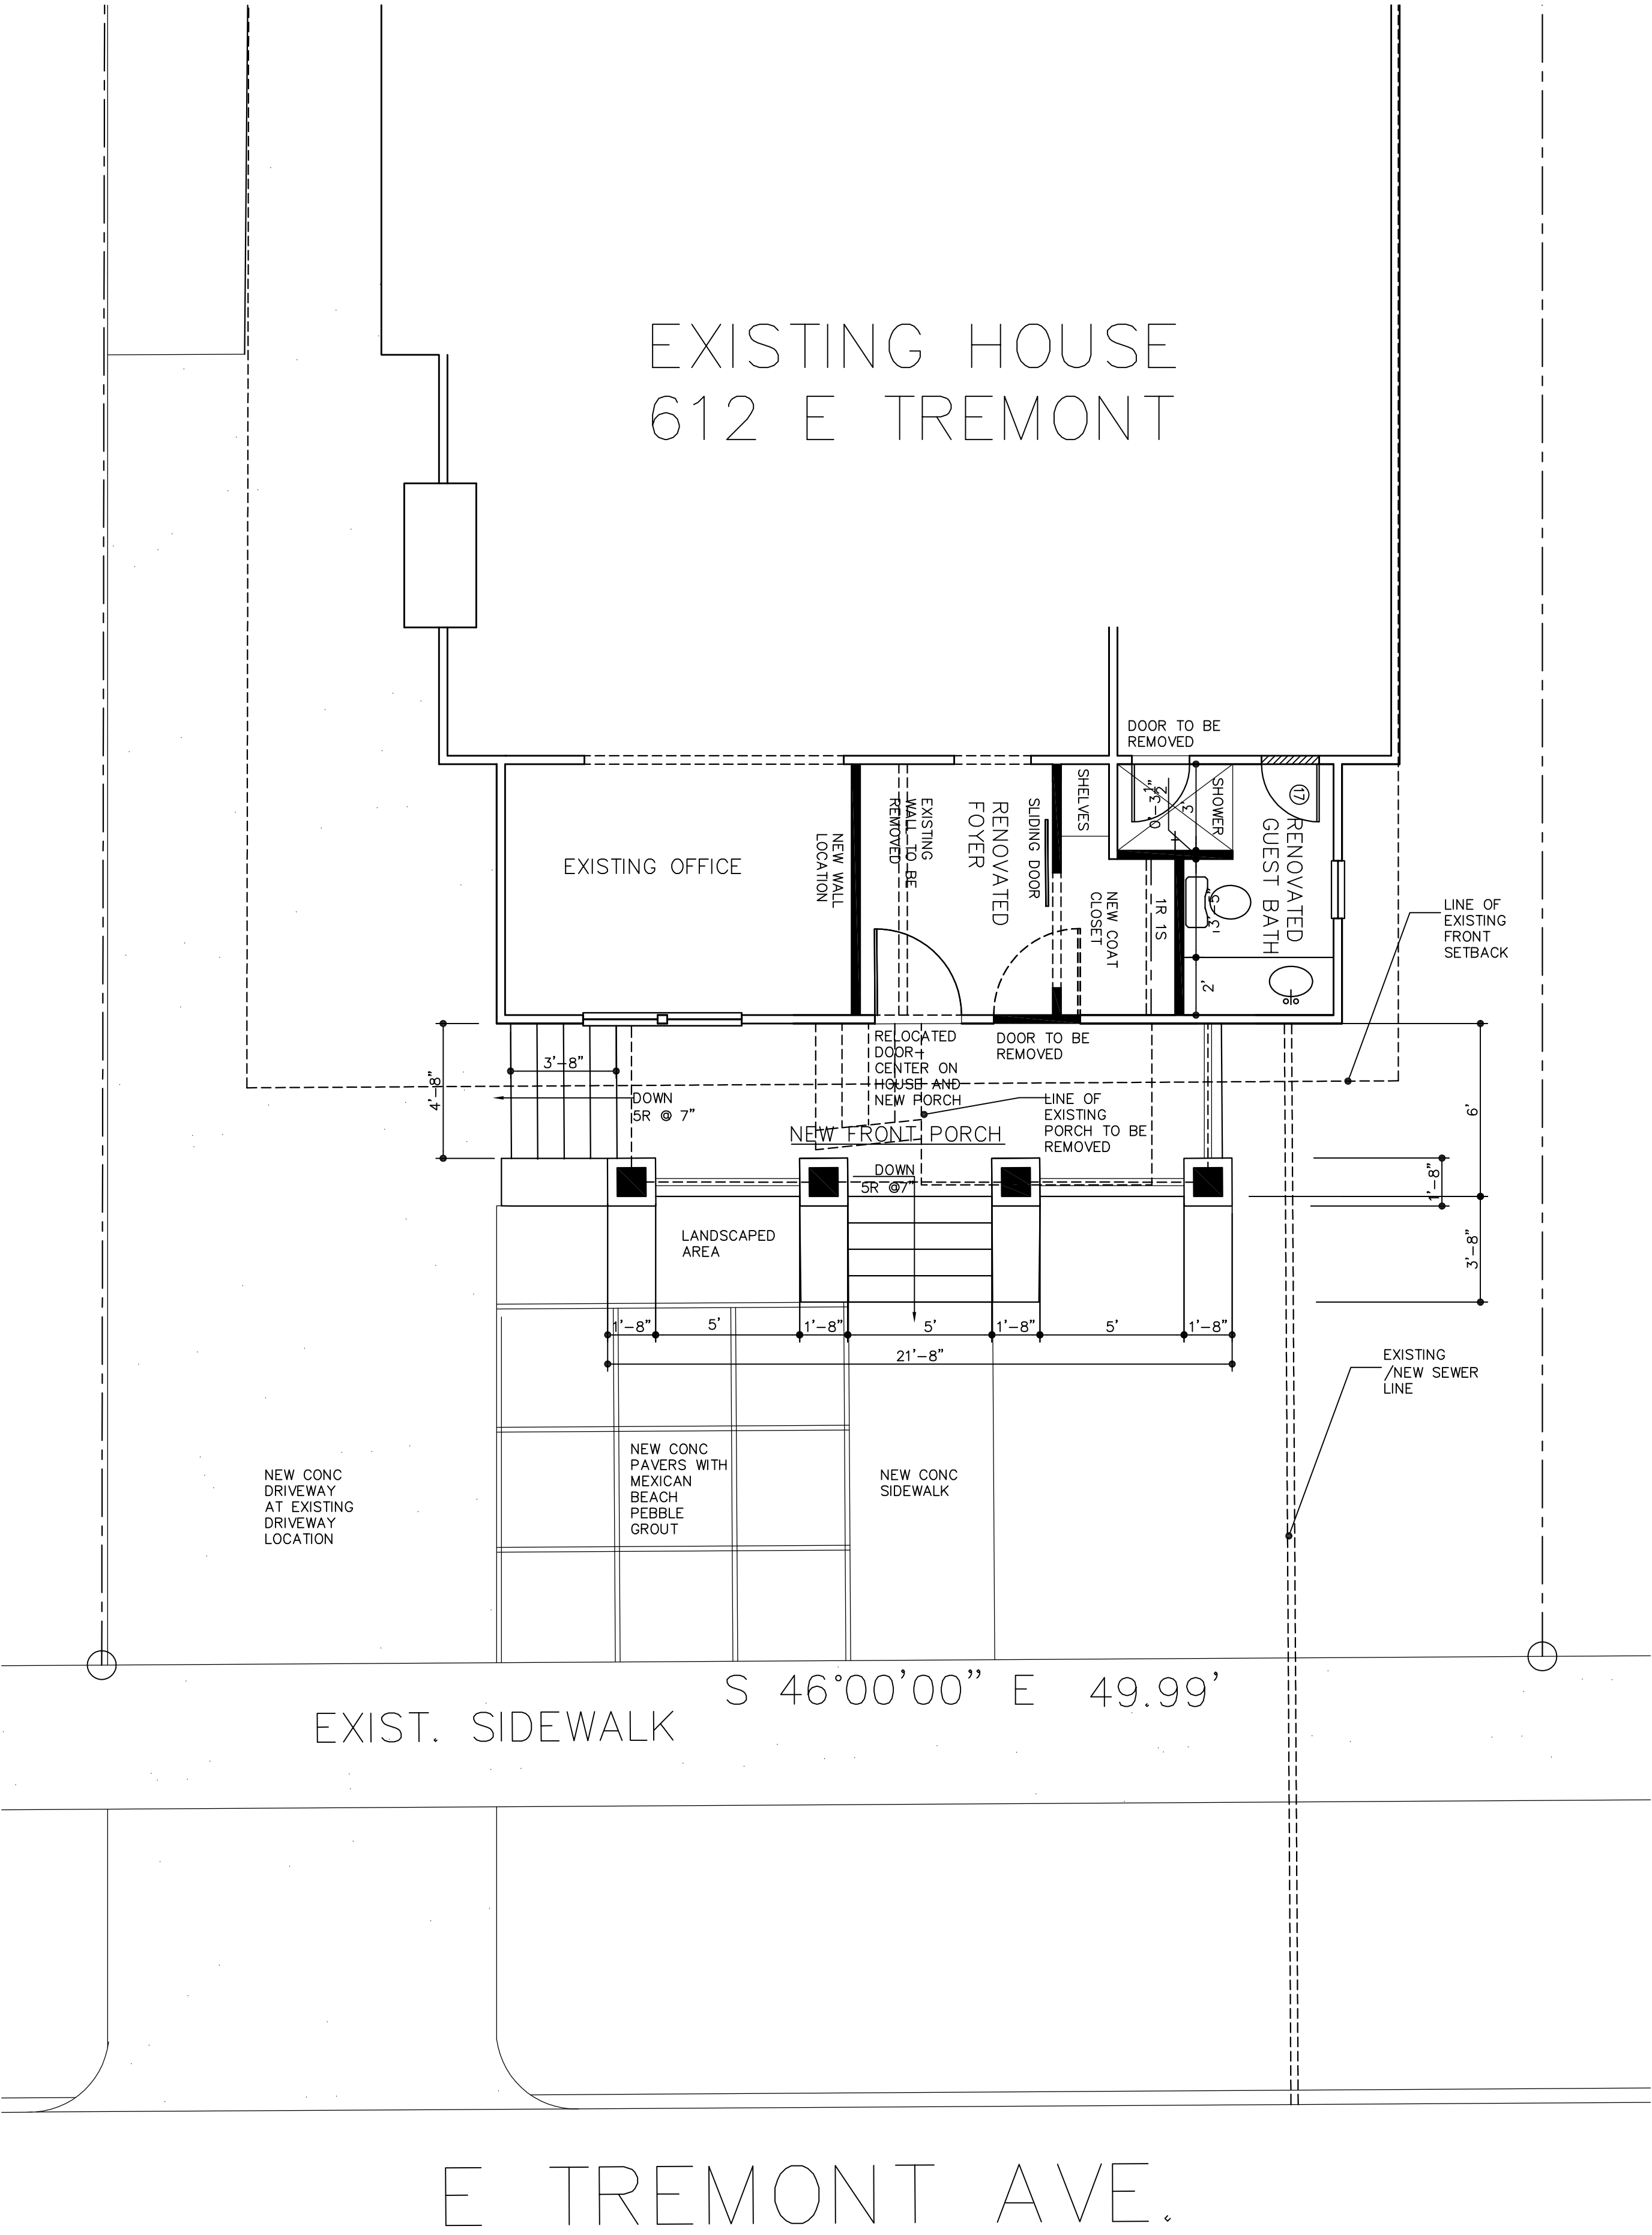 EXISTING HOUSE
612 E TREMONT
DOOR TO BE
REMOVED
SHELVES
SHOWER
3'
17
RENOVATED
GUEST BATH
EXISTING OFFICE
NEW WALL
LOCATION
EXISTING
WALL TO BE
REMOVED
RENOVATED
FOYER
SLIDING DOOR
NEW COAT
CLOSET
1R 1S
3'-5"
2'
LINE OF
EXISTING
FRONT
SETBACK
RELOCATED
DOOR-
CENTER ON
HOUSE AND
NEW PORCH
DOOR TO BE
REMOVED
3'-8"
4'-8"
DOWN
5R @ 7"
LINE OF
EXISTING
PORCH TO BE
REMOVED
NEW FRONT PORCH
6'
DOWN
5R @7"
1'-8"
3'-8"
LANDSCAPED
AREA
1'-8"
5'
1'-8"
5'
1'-8"
5'
1'-8"
21'-8"
EXISTING
/NEW SEWER
LINE
NEW CONC
DRIVEWAY
AT EXISTING
DRIVEWAY
LOCATION
NEW CONC
PAVERS WITH
MEXICAN
BEACH
PEBBLE
GROUT
NEW CONC
SIDEWALK
S 46°00'00" E 49.99'
EXIST. SIDEWALK
E TREMONT AVE.